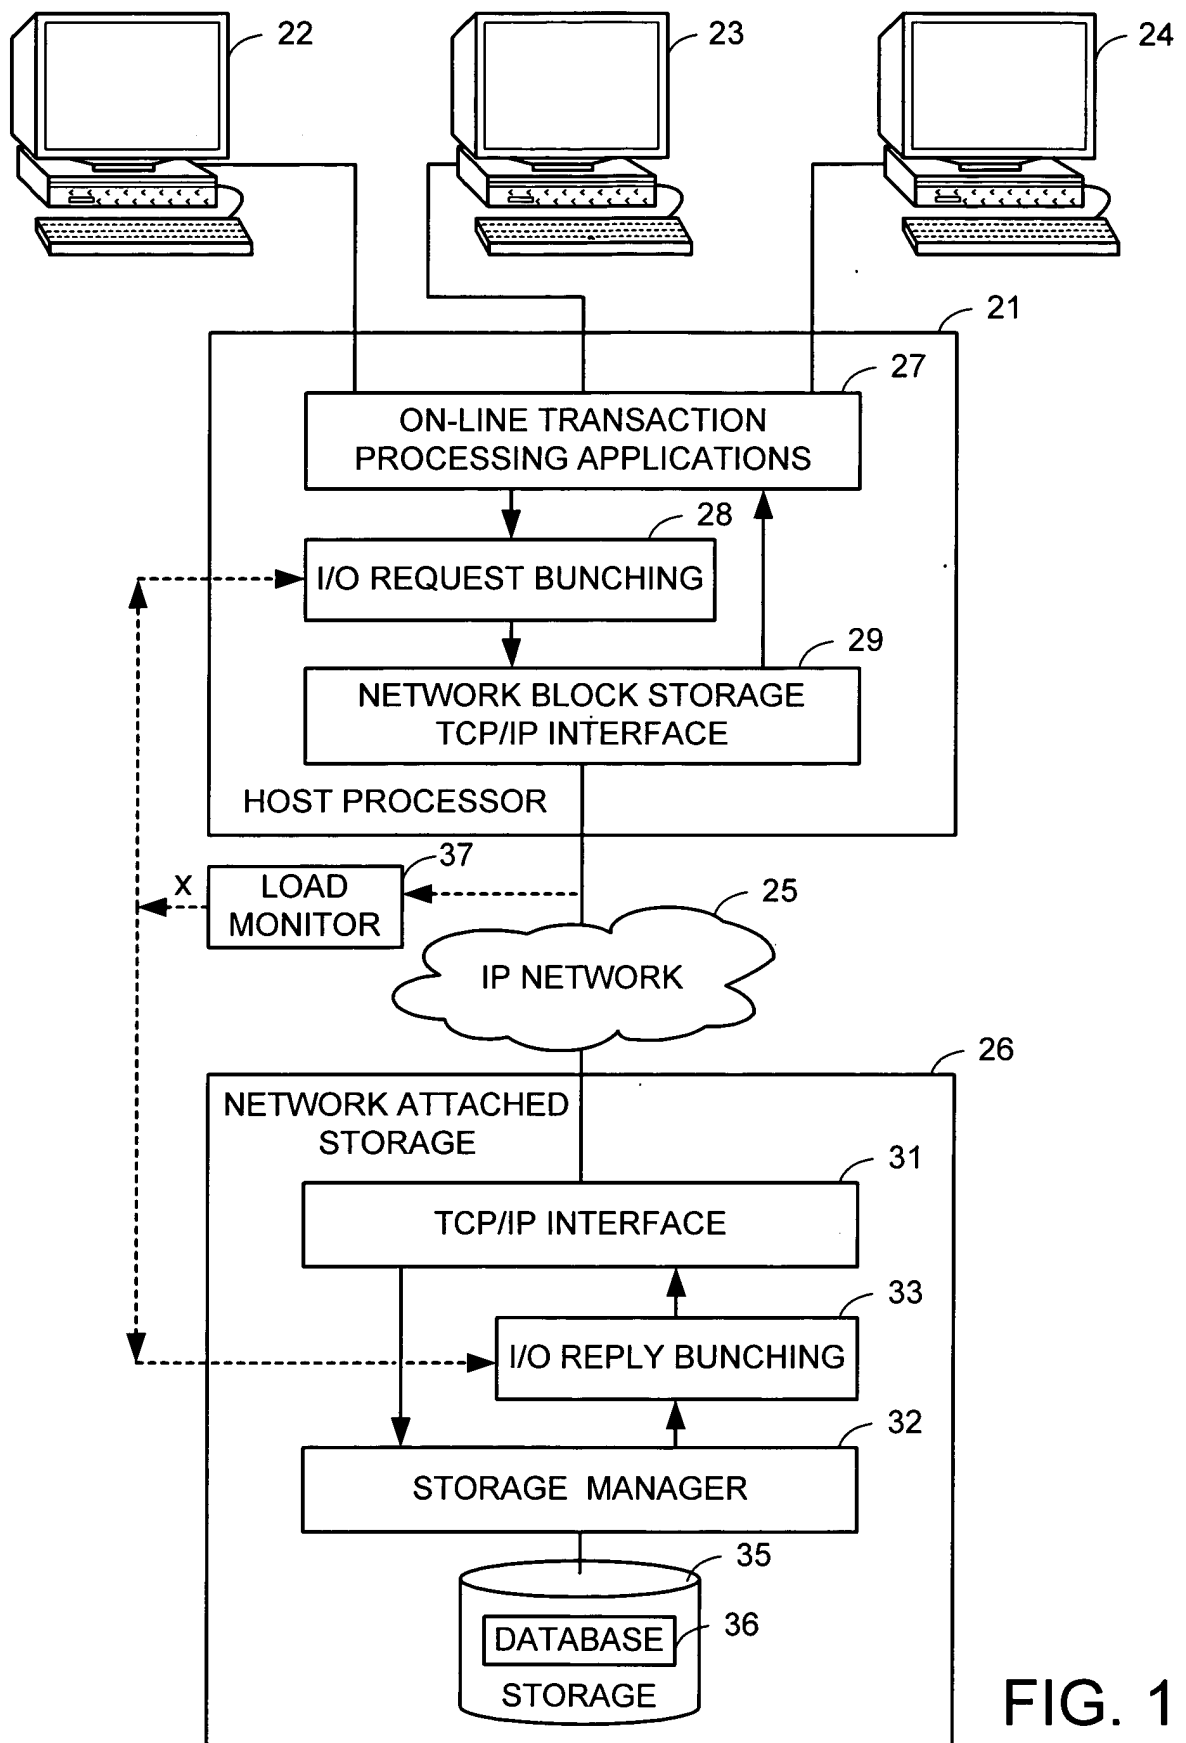 22
23
24
21
27
ON-LINE TRANSACTION
PROCESSING APPLICATIONS
28
I/O REQUEST BUNCHING
29
NETWORK BLOCK STORAGE
TCP/IP INTERFACE
HOST PROCESSOR
37
X
LOAD
MONITOR
25
IP NETWORK
26
NETWORK ATTACHED
STORAGE
31
TCP/IP INTERFACE
33
I/O REPLY BUNCHING
32
STORAGE MANAGER
35
36
DATABASE
STORAGE
FIG. 1